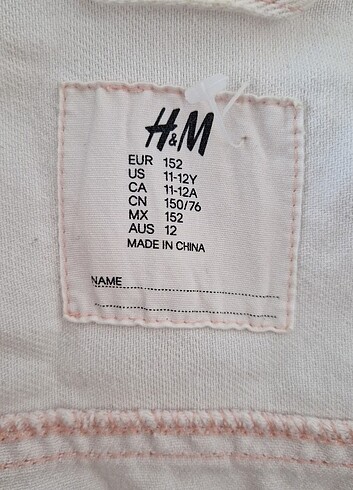 H&M
EUR 152
US 11-12Y
CA 11-12A
CN 150/76
MX 152
AUS 12
MADE IN CHINA
NAME